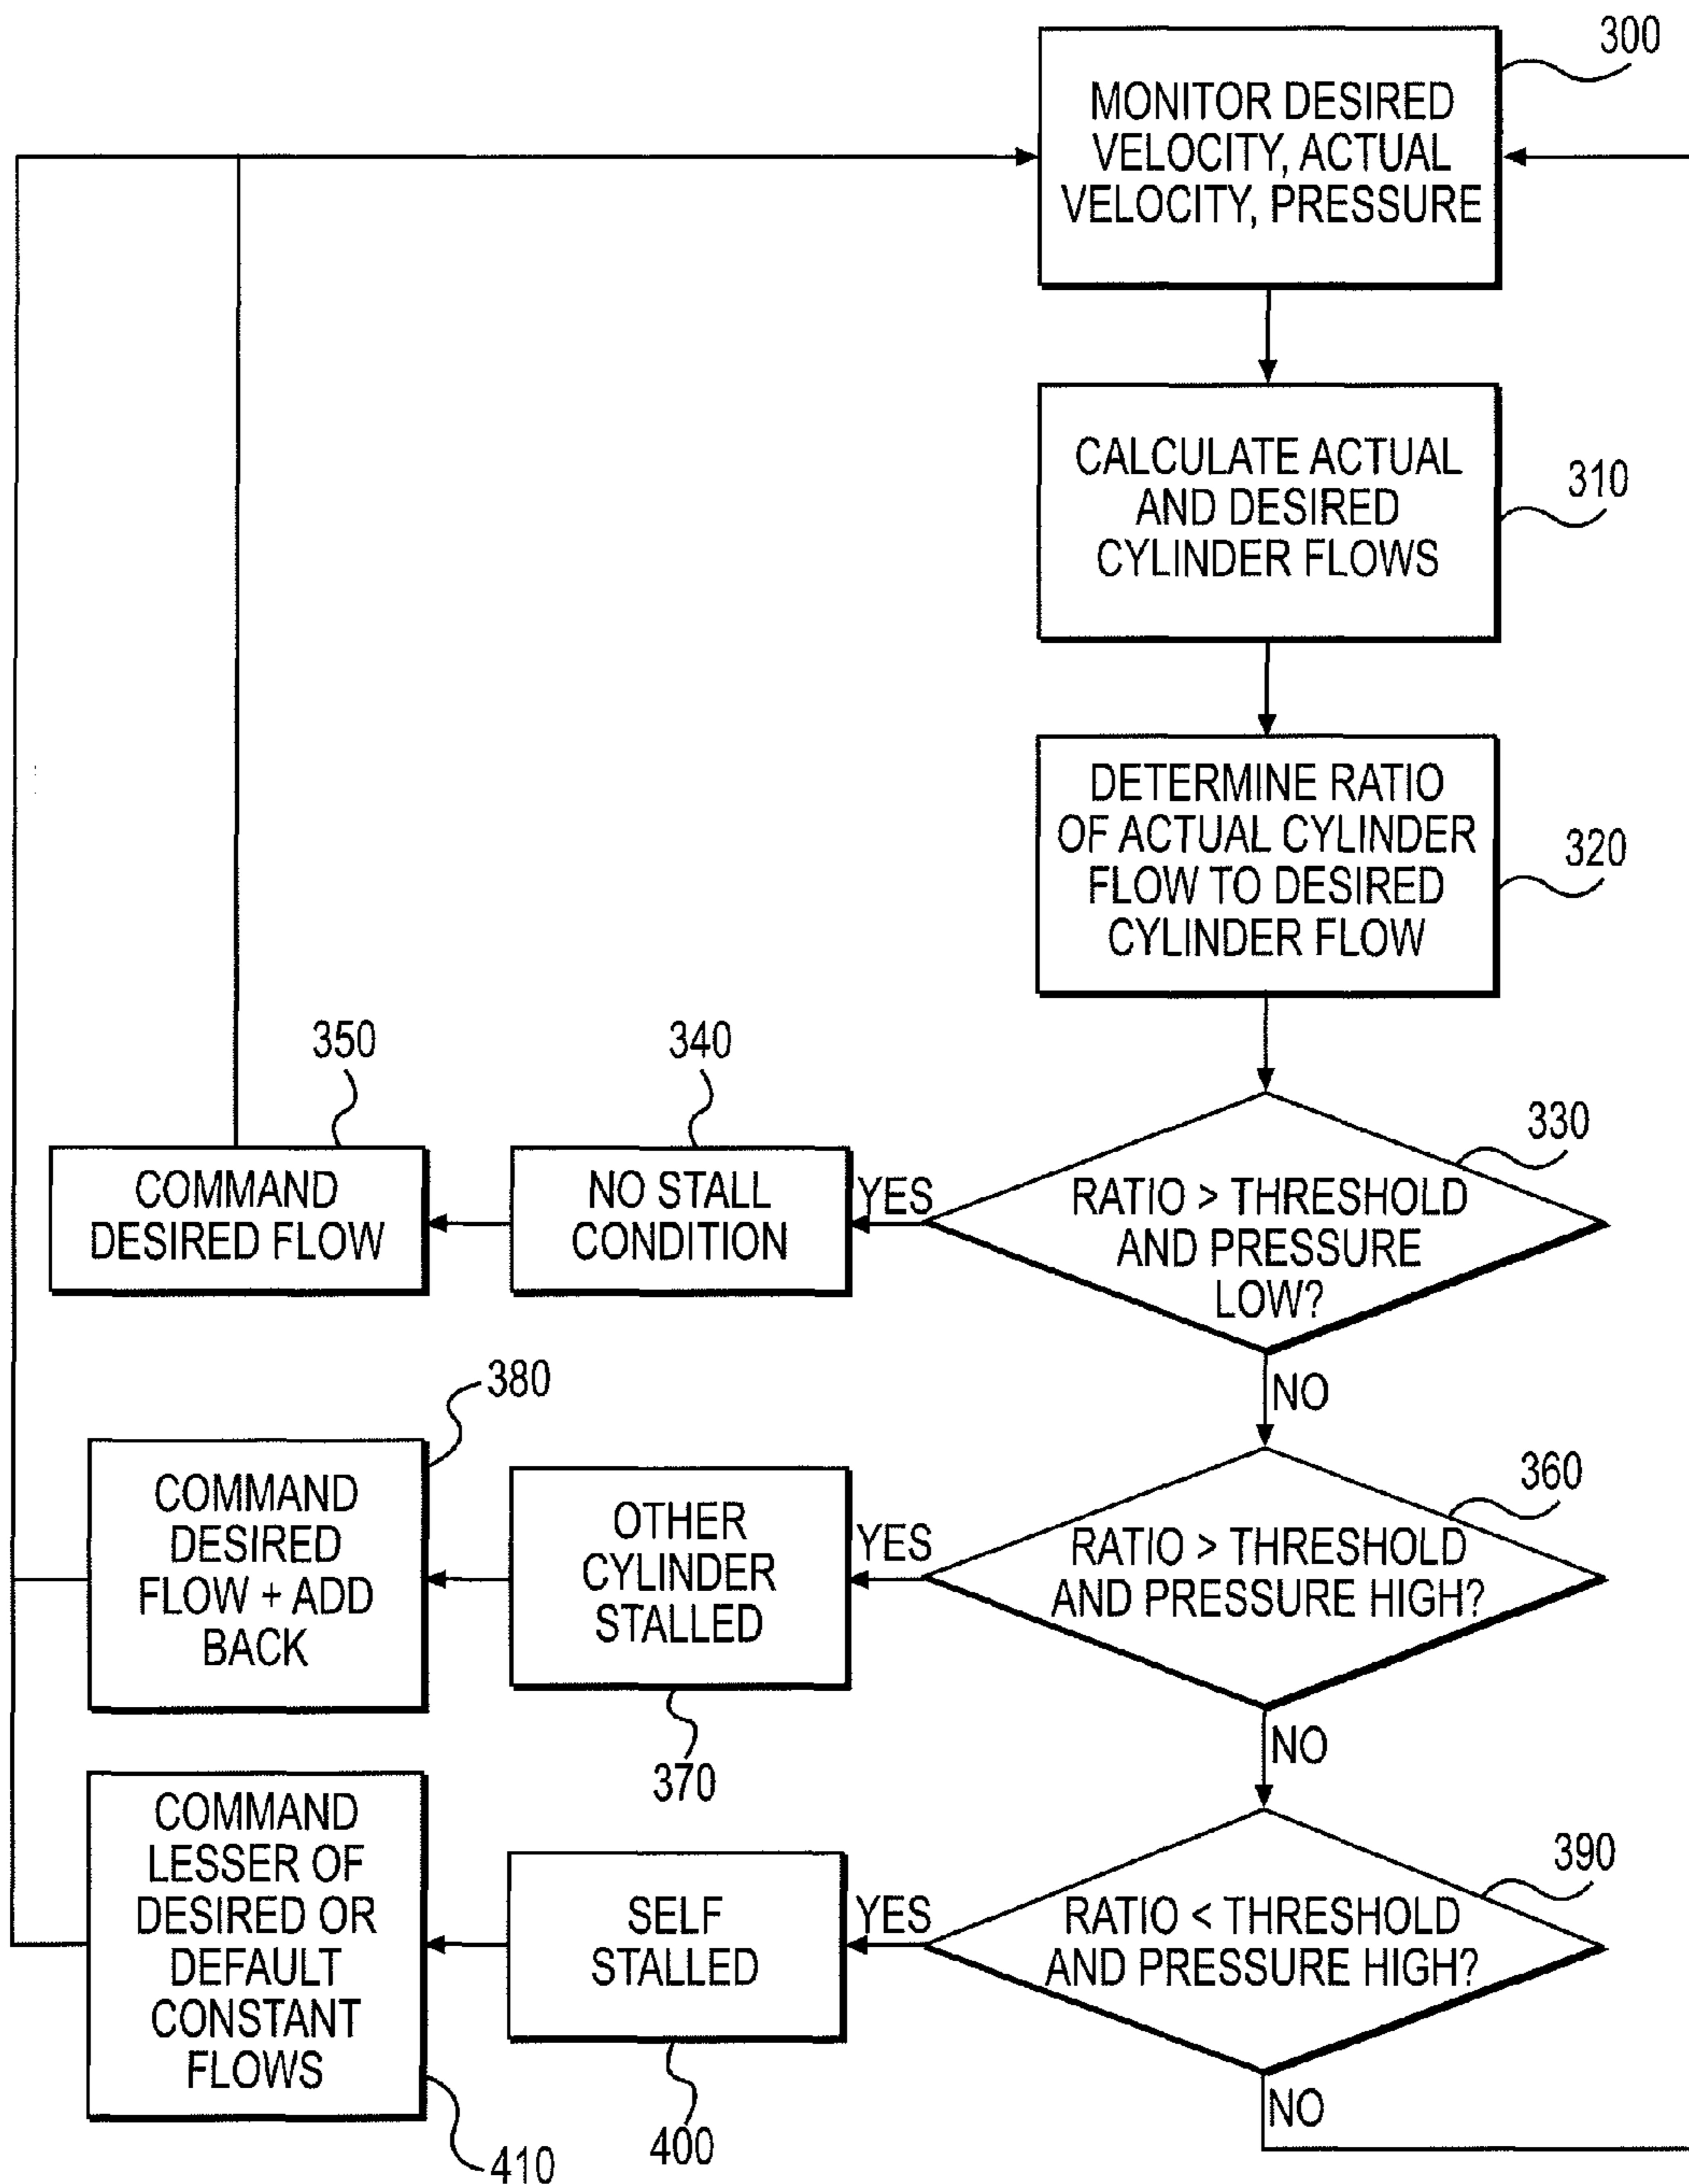 300
MONITOR DESIRED
VELOCITY, ACTUAL
VELOCITY, PRESSURE
CALCULATE ACTUAL
AND DESIRED
CYLINDER FLOWS
310
DETERMINE RATIO
OF ACTUAL CYLINDER
FLOW TO DESIRED
CYLINDER FLOW
320
350
340
330
COMMAND
DESIRED FLOW
NO STALL
CONDITION
YES
RATIO > THRESHOLD
AND PRESSURE
LOW?
NO
380
360
COMMAND
DESIRED
FLOW + ADD
BACK
OTHER
CYLINDER
STALLED
YES
RATIO > THRESHOLD
AND PRESSURE HIGH?
370
NO
390
COMMAND
LESSER OF
DESIRED OR
DEFAULT
CONSTANT
FLOWS
SELF
STALLED
YES
RATIO < THRESHOLD
AND PRESSURE HIGH?
NO
400
410